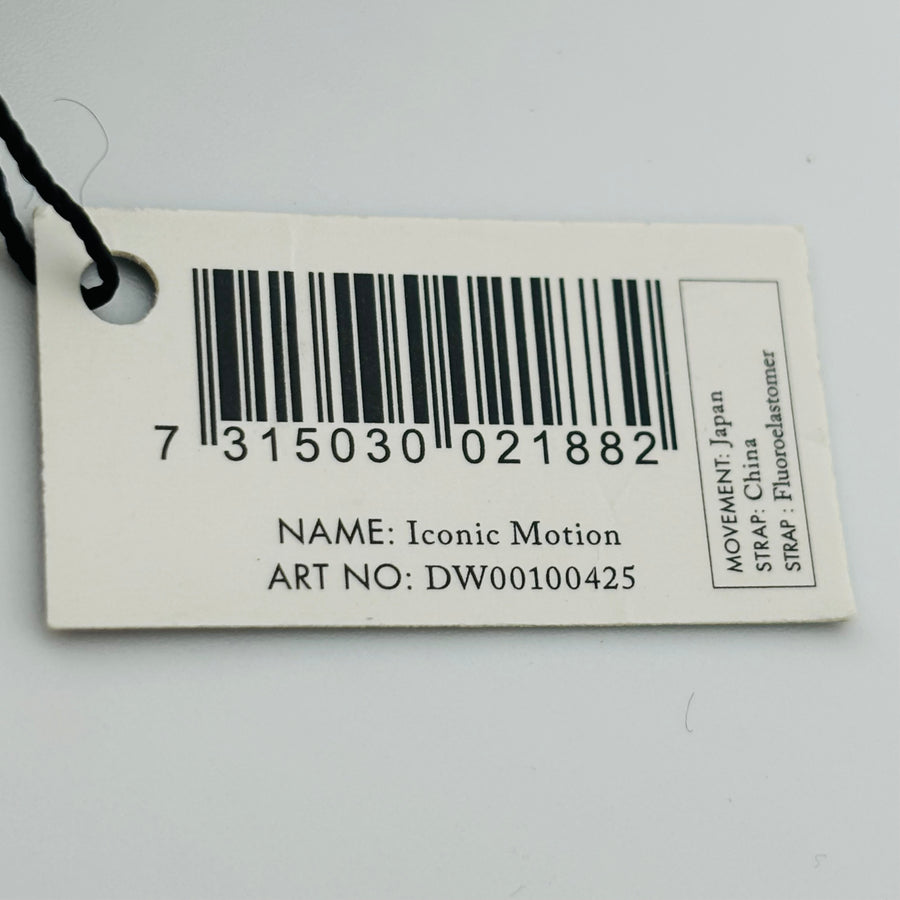 7 315030 021882
NAME: Iconic Motion
ART NO: DW00100425
MOVEMENT: Japan
STRAP: China
STRAP : Fluoroelastomer